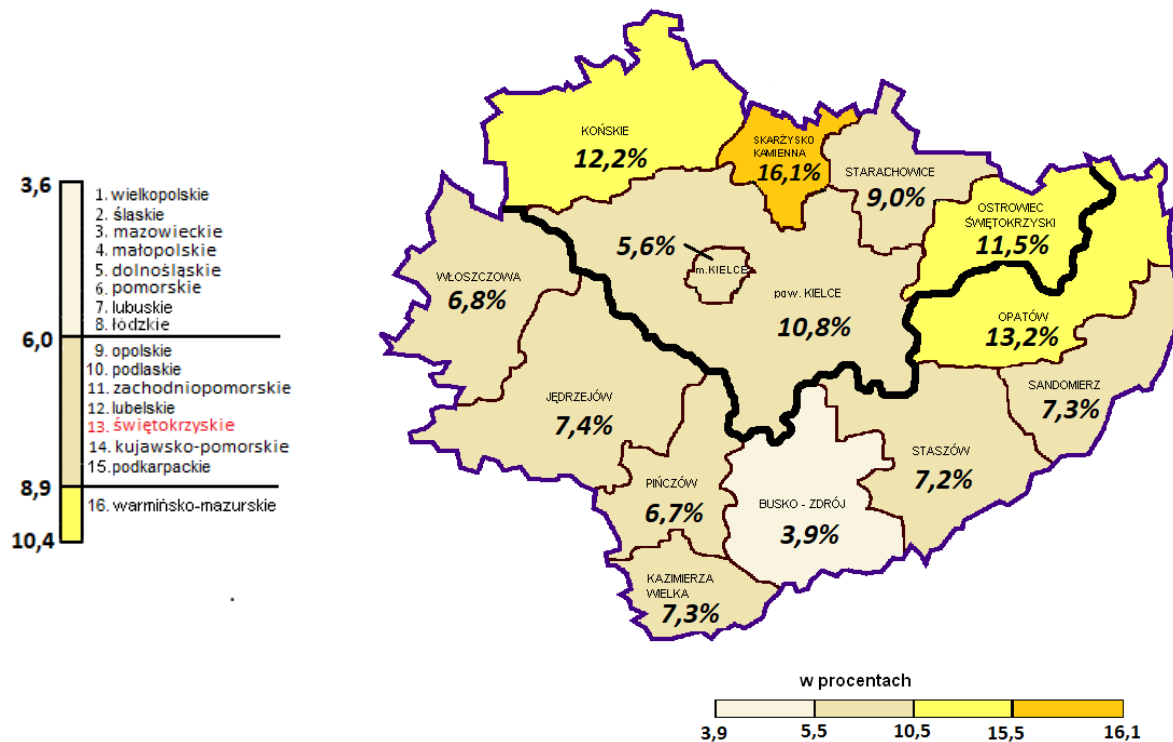 3,6
1. wielkopolskie
2. śląskie
3. mazowieckie
4. małopolskie
5. dolnośląskie
6. pomorskie
7. lubuskie
8. łódzkie
6,0
9. opolskie
10. podlaskie
11. zachodniopomorskie
12. lubelskie
13. świętokrzyskie
14. kujawsko-pomorskie
15. podkarpackie
8,9
16. warmińsko-mazurskie
10,4
KOŃSKIE
12,2%
SKARŻYSKO
KAMIENNA
16,1%
STARACHOWICE
9,0%
OSTROWIEC
ŚWIĘTOKRZYSKI
11,5%
5,6%
m.KIELCE
WŁOSZCZOWA
6,8%
pow. KIELCE
10,8%
OPATÓW
13,2%
SANDOMIERZ
7,3%
JĘDRZEJÓW
7,4%
STASZÓW
7,2%
PIŃCZÓW
6,7%
BUSKO - ZDRÓJ
3,9%
KAZIMIERZA
WIELKA
7,3%
w procentach
3,9 5,5 10,5 15,5 16,1